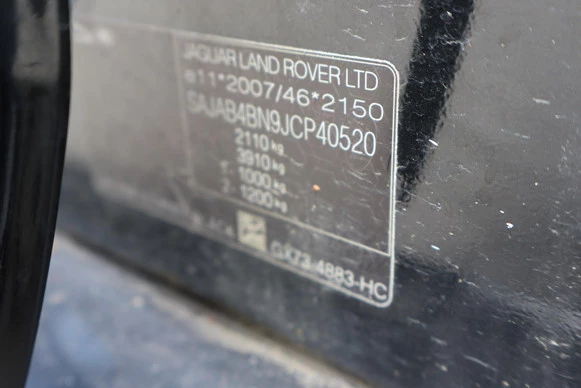 JAGUAR LAND ROVER LTD
e11*2007/46*2150
SAJAB4BN9JCP40520
2110 kg
3910 kg
1- 1000 kg
2- 1200 kg
GX73-4883-HC